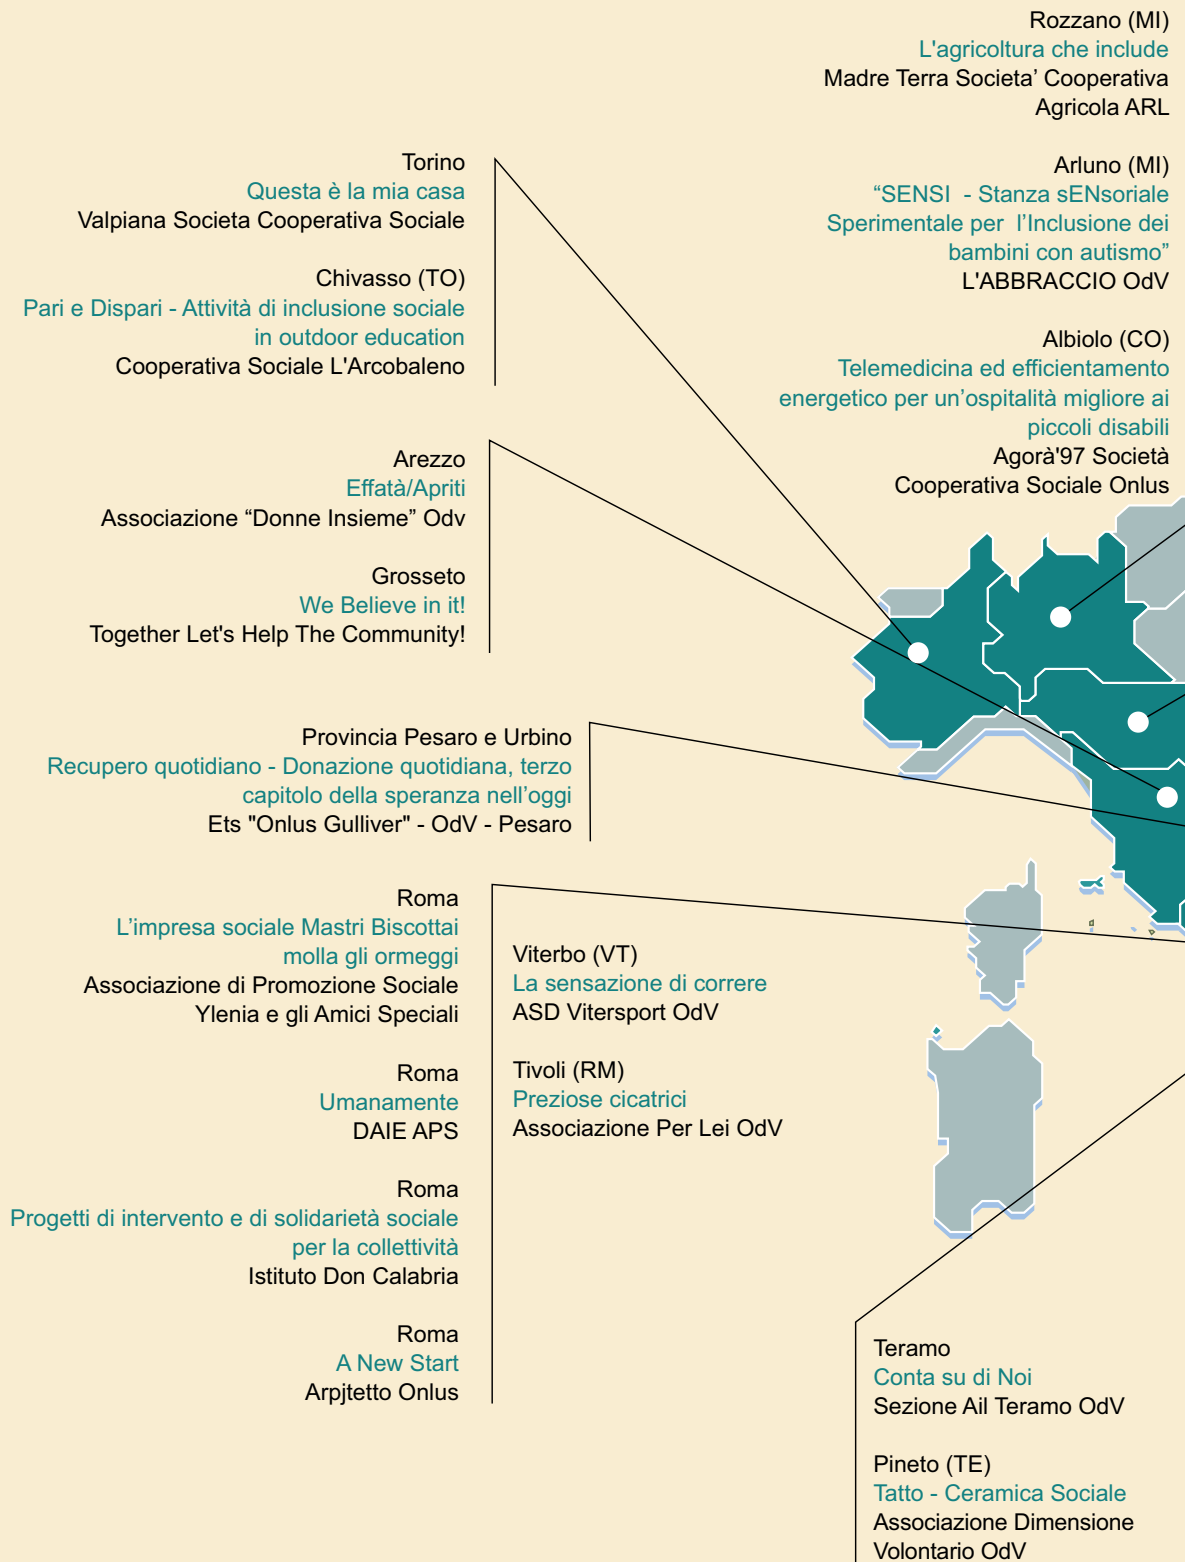 Rozzano (MI)
L'agricoltura che include
Madre Terra Societa’ Cooperativa
Agricola ARL
Arluno (MI)
“SENSI - Stanza sENsoriale
Sperimentale per l’Inclusione dei
bambini con autismo”
L'ABBRACCIO OdV
Albiolo (CO)
Telemedicina ed efficientamento
energetico per un’ospitalità migliore ai
piccoli disabili
Agorà'97 Società
Cooperativa Sociale Onlus
Torino
Questa è la mia casa
Valpiana Societa Cooperativa Sociale
Chivasso (TO)
Pari e Dispari - Attività di inclusione sociale
in outdoor education
Cooperativa Sociale L'Arcobaleno
Arezzo
Effatà/Apriti
Associazione “Donne Insieme” Odv
Grosseto
We Believe in it!
Together Let's Help The Community!
Provincia Pesaro e Urbino
Recupero quotidiano - Donazione quotidiana, terzo
capitolo della speranza nell’oggi
Ets "Onlus Gulliver" - OdV - Pesaro
Roma
L’impresa sociale Mastri Biscottai
molla gli ormeggi
Associazione di Promozione Sociale
Ylenia e gli Amici Speciali
Roma
Umanamente
DAIE APS
Roma
Progetti di intervento e di solidarietà sociale
per la collettività
Istituto Don Calabria
Roma
A New Start
Arpjtetto Onlus
Viterbo (VT)
La sensazione di correre
ASD Vitersport OdV
Tivoli (RM)
Preziose cicatrici
Associazione Per Lei OdV
Teramo
Conta su di Noi
Sezione Ail Teramo OdV
Pineto (TE)
Tatto - Ceramica Sociale
Associazione Dimensione
Volontario OdV